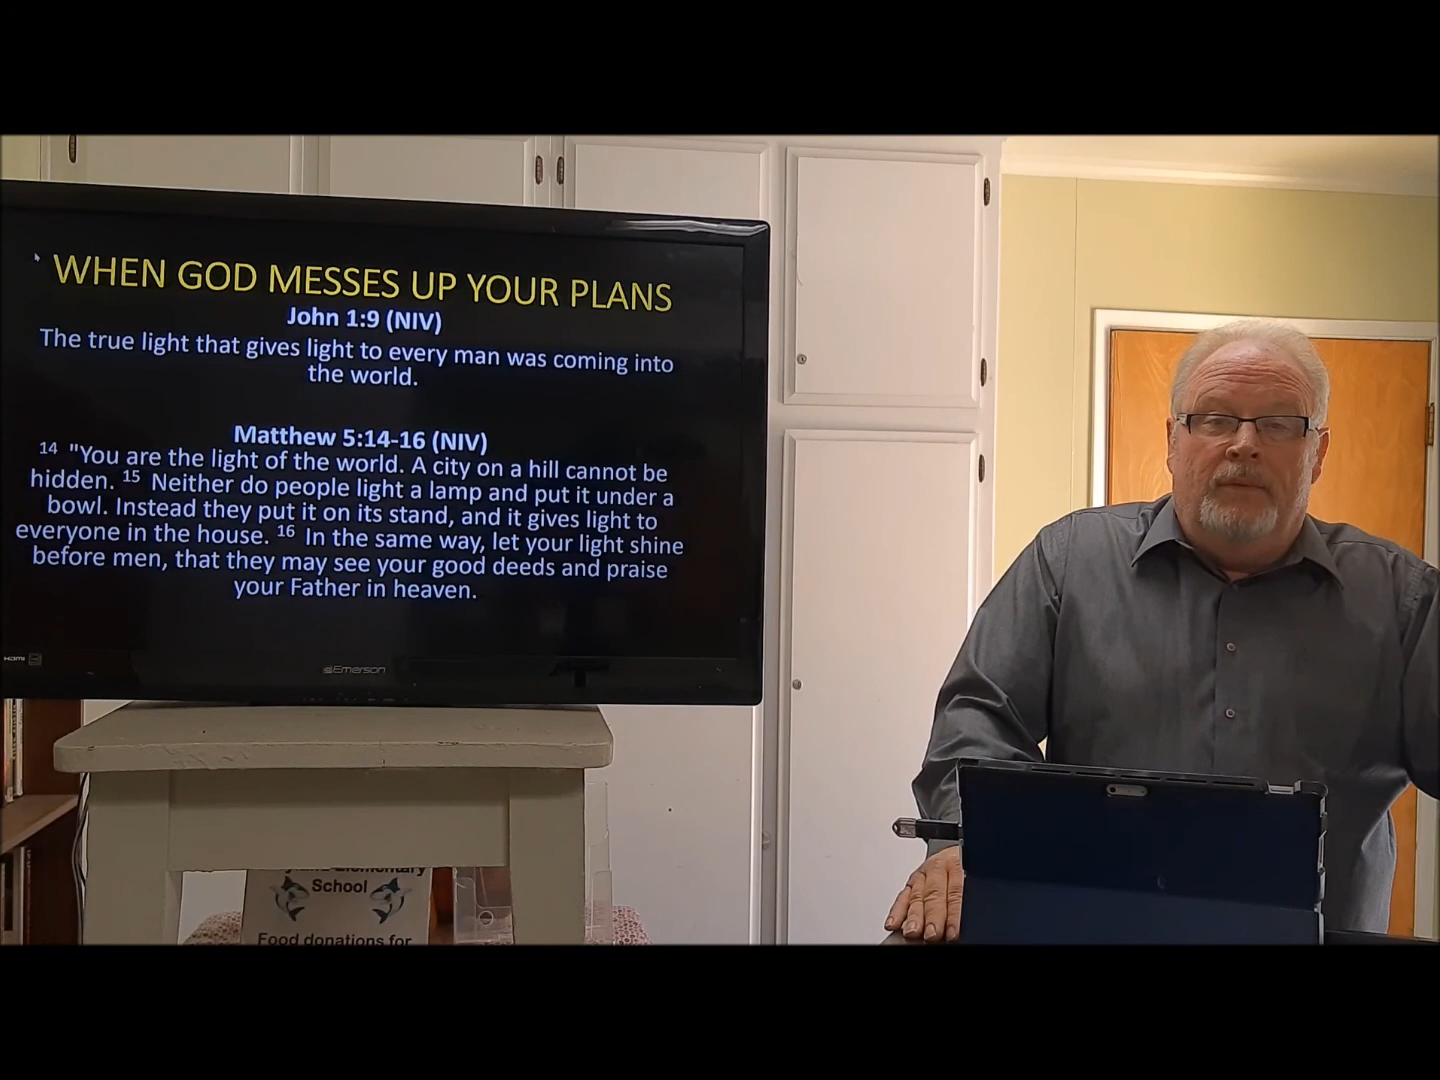 WHEN GOD MESSES UP YOUR PLANS
John 1:9 (NIV)
The true light that gives light to every man was coming into
the world.
Matthew 5:14-16 (NIV)
14 "You are the light of the world. A city on a hill cannot be
hidden. 15 Neither do people light a lamp and put it under a
bowl. Instead they put it on its stand, and it gives light to
everyone in the house. 16 In the same way, let your light shine
before men, that they may see your good deeds and praise
your Father in heaven.
HDMI
Emerson
Elementary
School
Food donations for